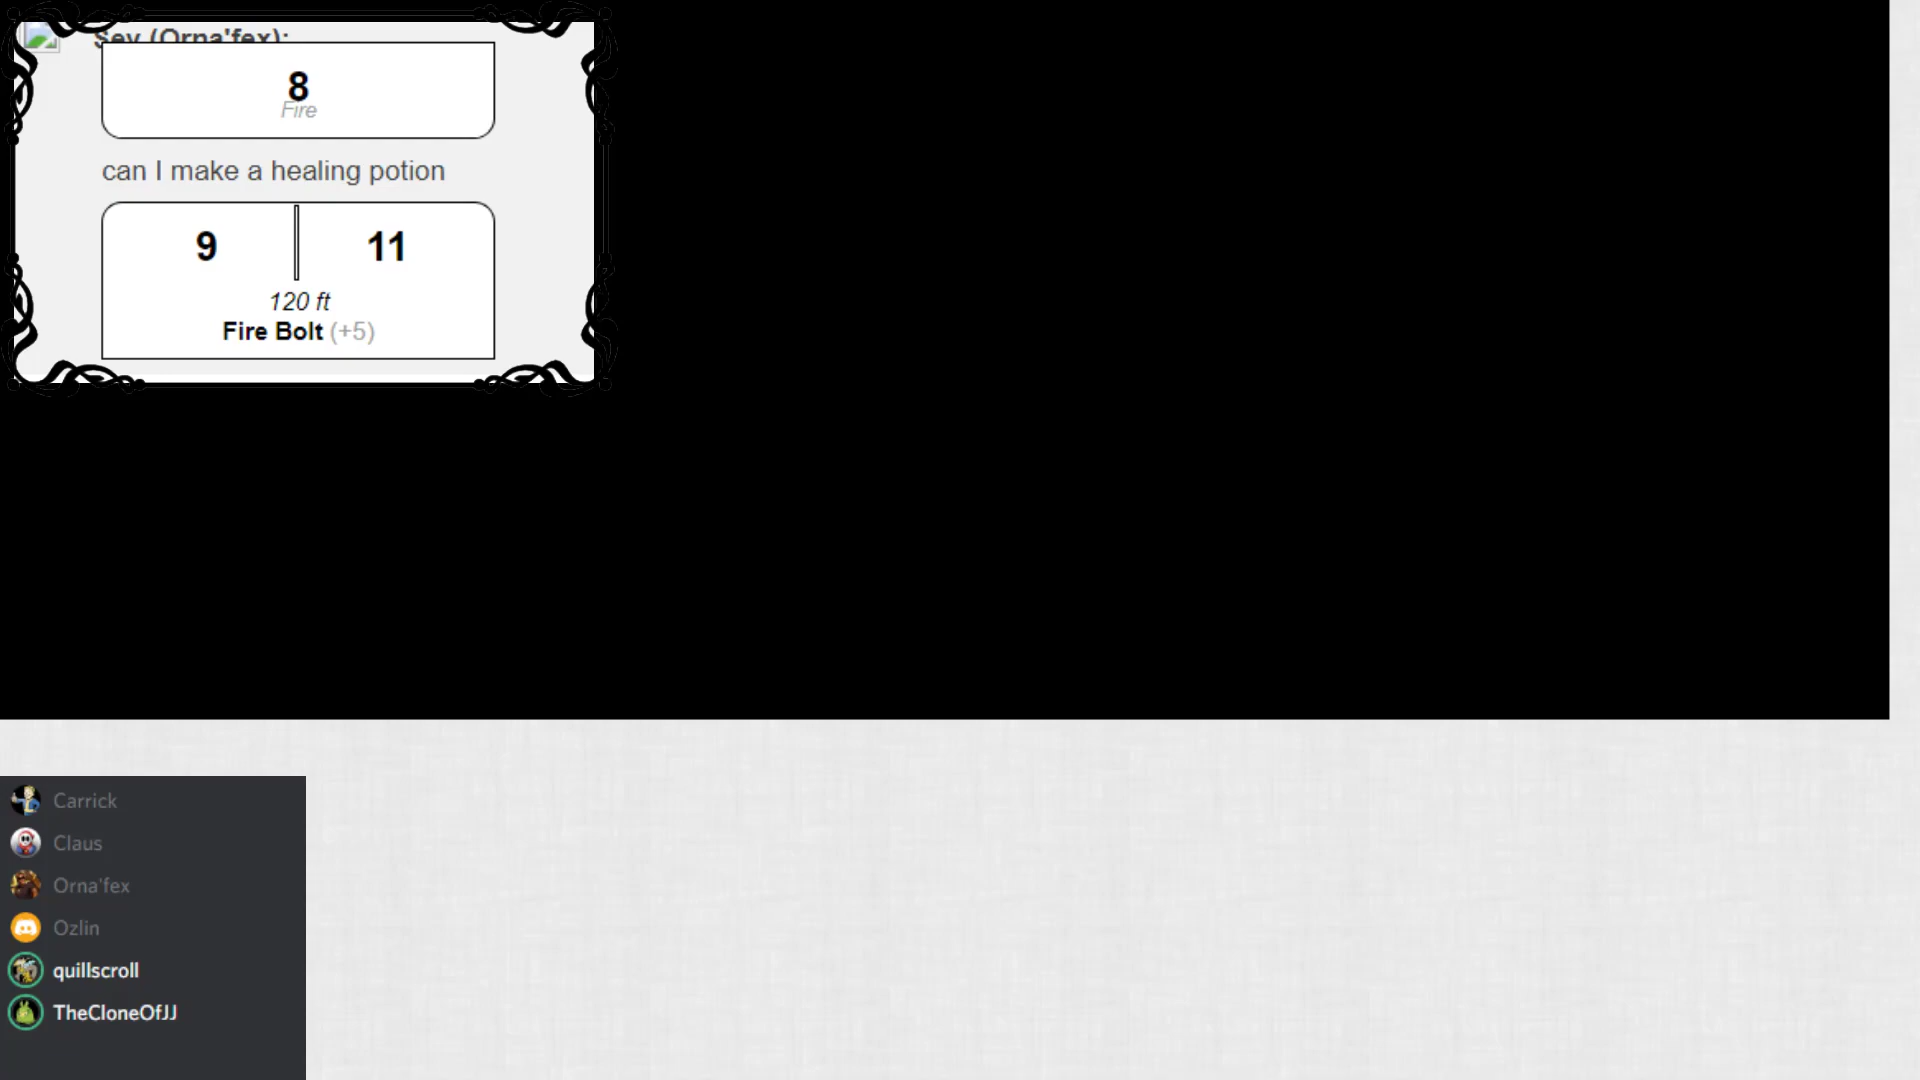 Sev (Orna'fex):
8
Fire
can I make a healing potion
9 11
120 ft
Fire Bolt (+5)
Carrick
Claus
Orna'fex
Ozlin
quillscroll
TheCloneOfJJ